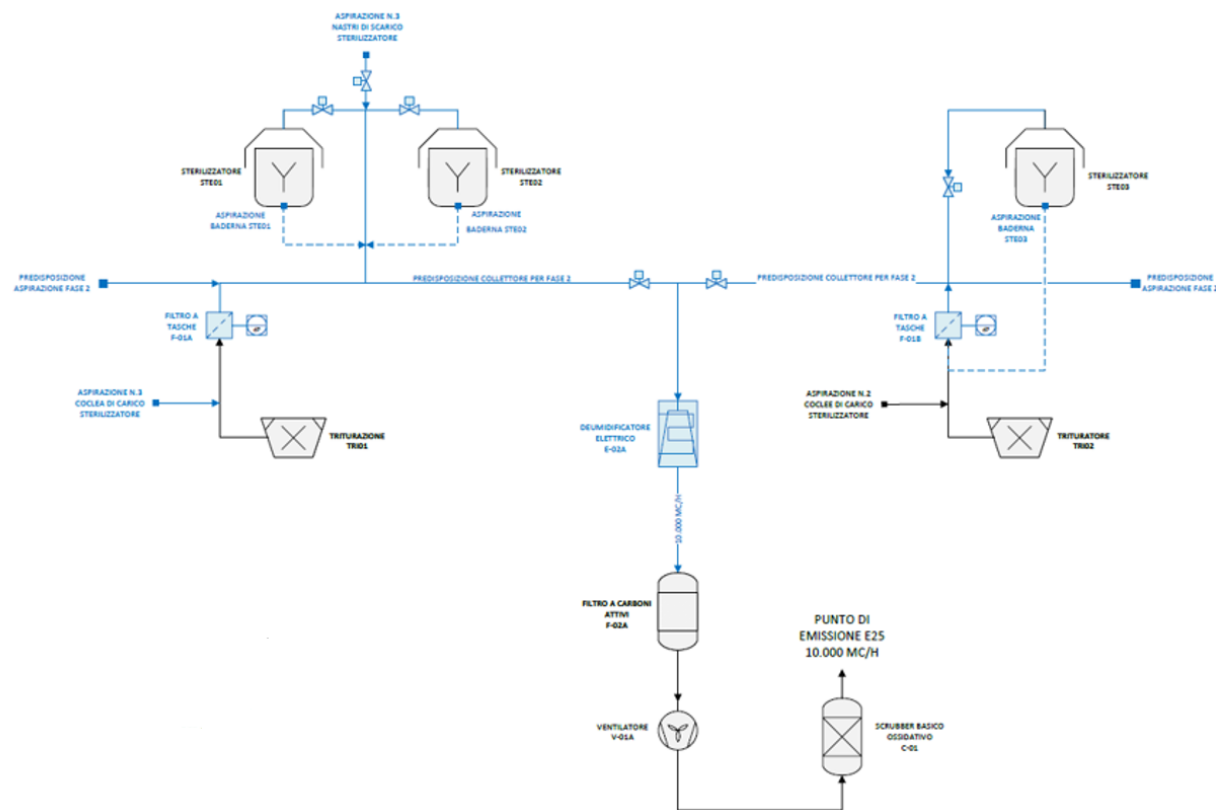 ASPIRAZIONE N.3
NASTRI DI SCARICO
STERILIZZATORE
STERILIZZATORE
STE01
STERILIZZATORE
STE02
STERILIZZATORE
STE03
ASPIRAZIONE
BADERNA STE01
ASPIRAZIONE
BADERNA STE02
ASPIRAZIONE
BADERNA
STE03
PREDISPOSIZIONE
ASPIRAZIONE FASE 2
PREDISPOSIZIONE COLLETTORE PER FASE 2
PREDISPOSIZIONE COLLETTORE PER FASE 2
PREDISPOSIZIONE
ASPIRAZIONE FASE 2
FILTRO A
TASCHE
F-01A
FILTRO A
TASCHE
F-01B
ASPIRAZIONE N.3
COCLEA DI CARICO
STERILIZZATORE
ASPIRAZIONE N.2
COCLEE DI CARICO
STERILIZZATORE
TRITURAZIONE
TRI01
DEUMIDIFICATORE
ELETTRICO
E-02A
TRITURATORE
TRI02
10.000 MC/H
FILTRO A CARBONI
ATTIVI
F-02A
PUNTO DI
EMISSIONE E25
10.000 MC/H
VENTILATORE
V-01A
SCRUBBER BASICO
OSSIDATIVO
C-01